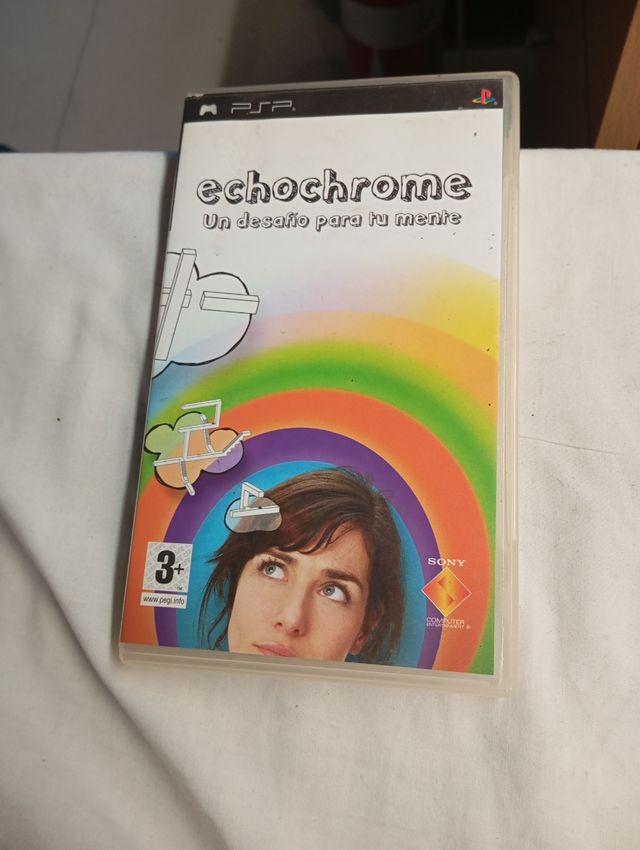 PSP
echochrome
Un desafío para tu mente
3+
www.pegi.info
SONY
COMPUTER
ENTERTAINMENT ®